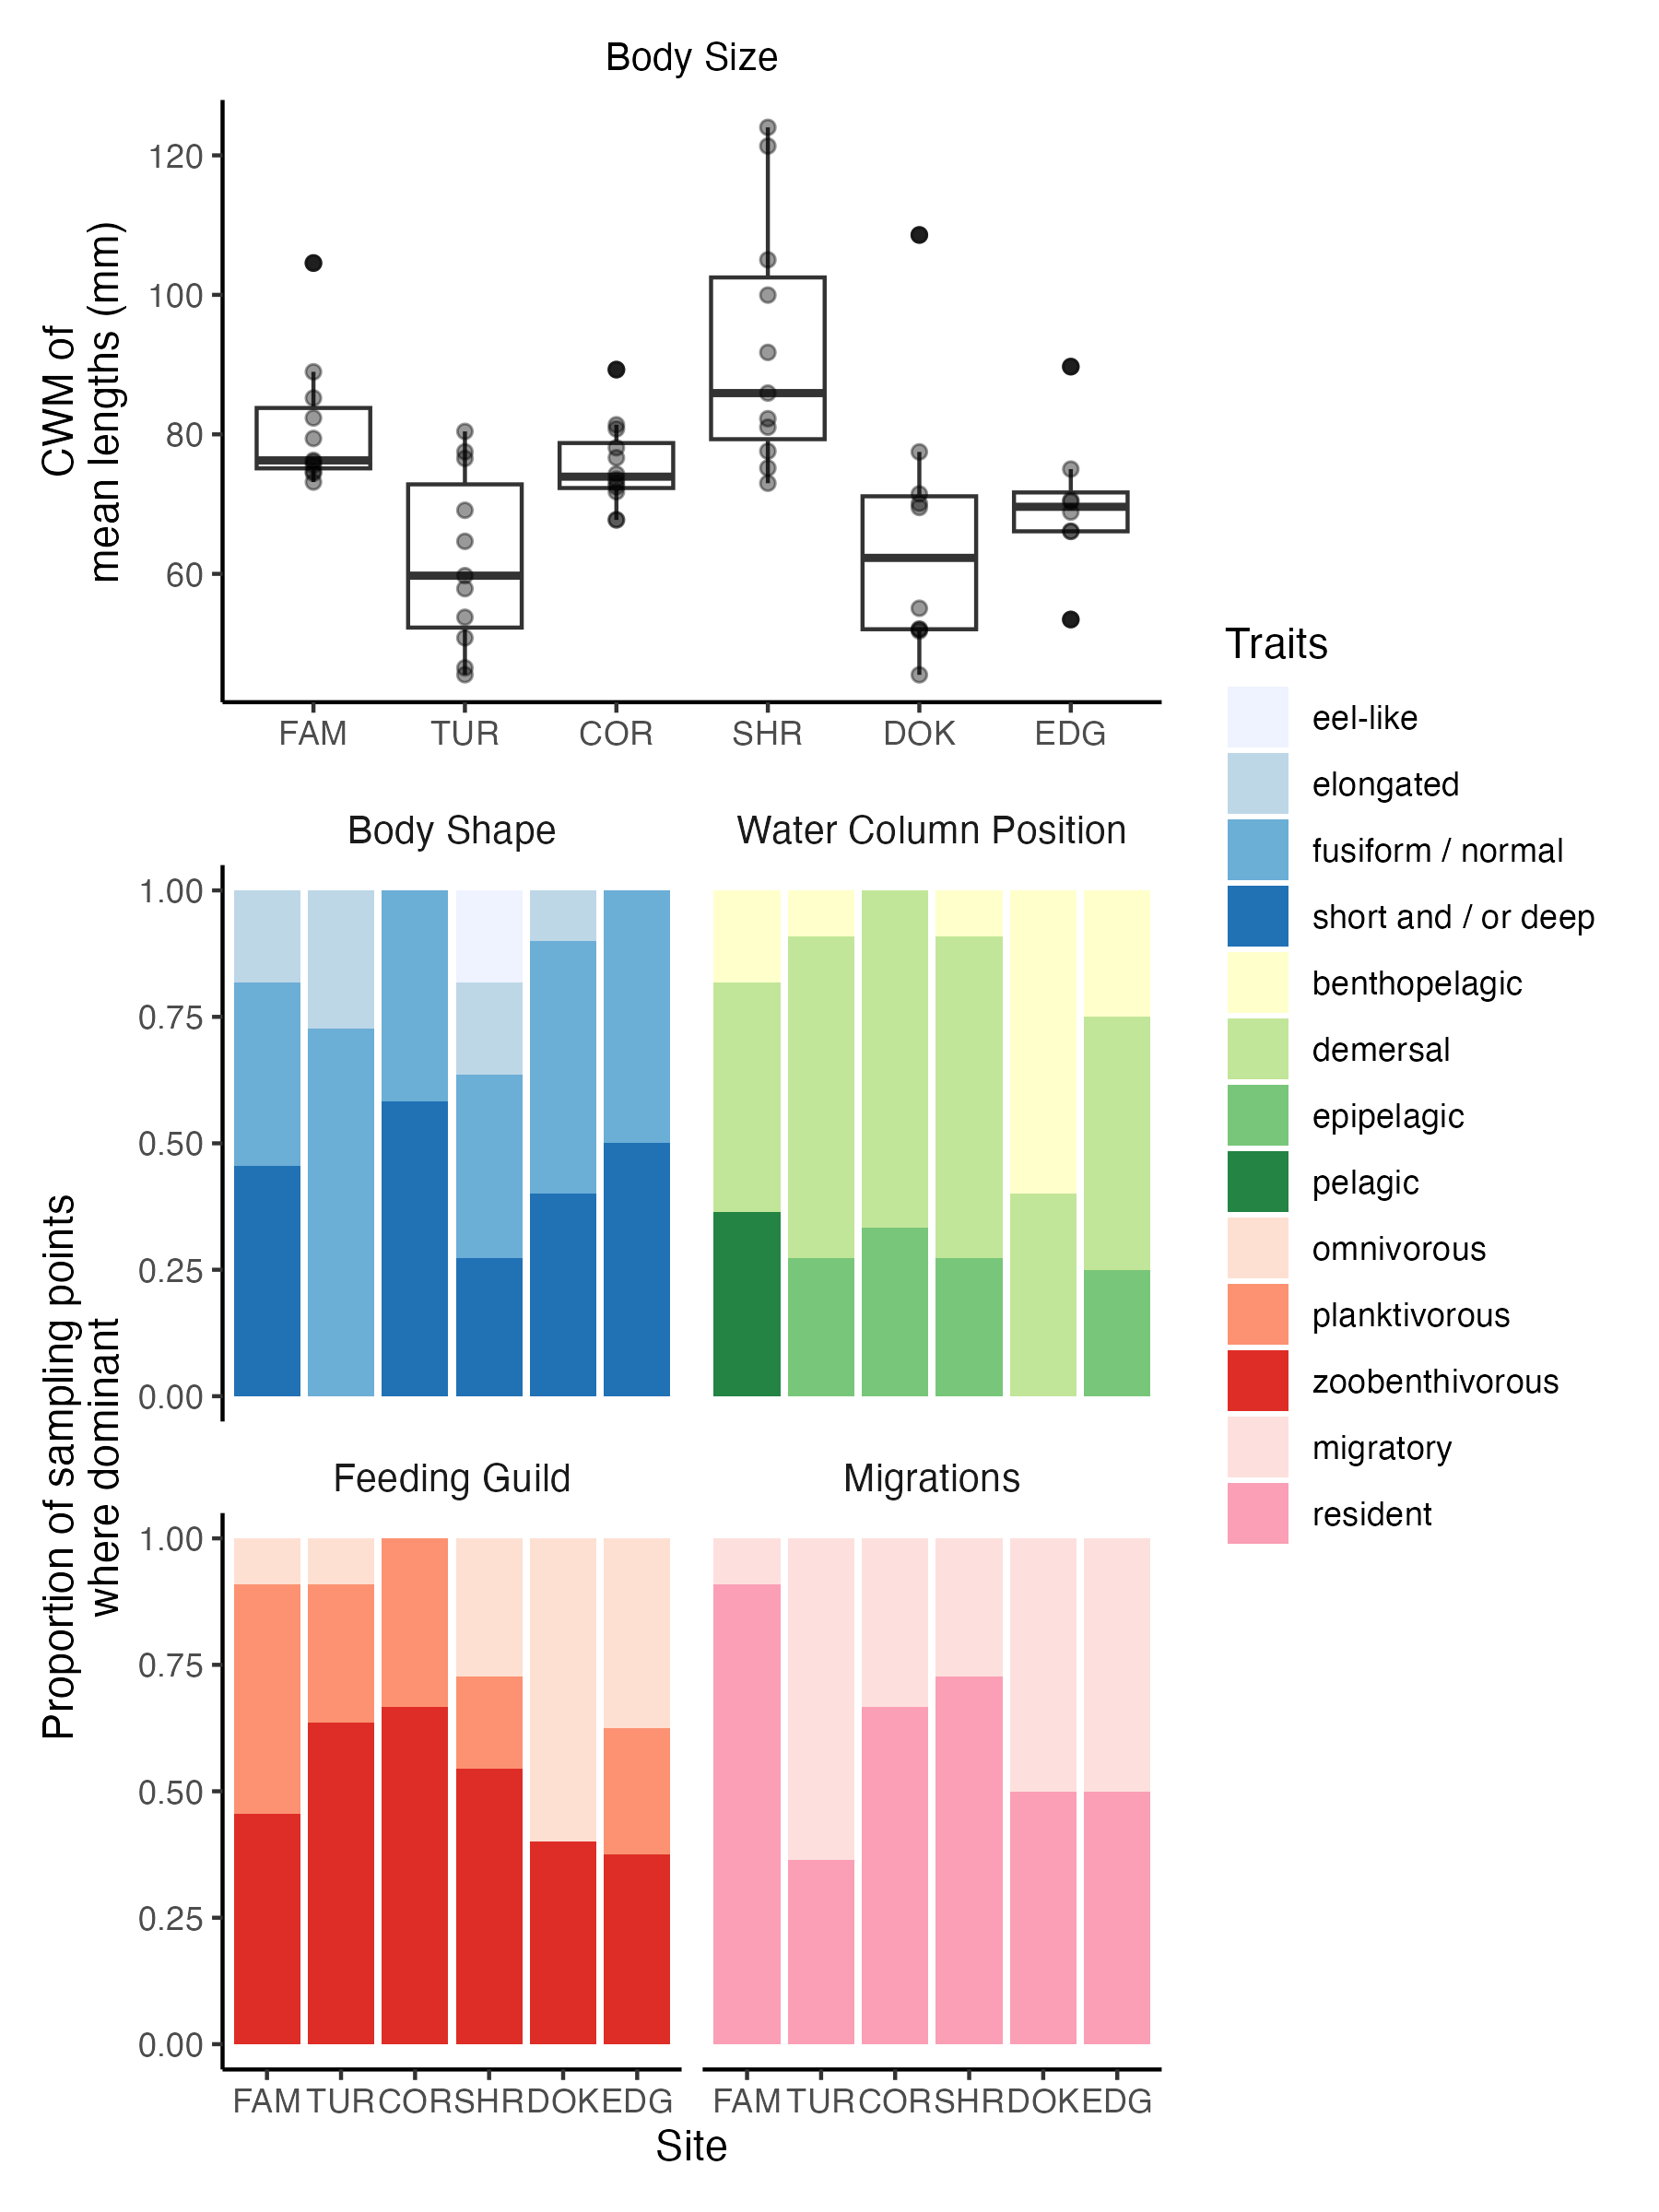 Body Size
CWM of
mean lengths (mm)
120
100
80
60
FAM TUR COR SHR DOK EDG
Body Shape
Water Column Position
1.00
0.75
0.50
0.25
0.00
Proportion of sampling points
where dominant
Feeding Guild
Migrations
1.00
0.75
0.50
0.25
0.00
FAM TUR COR SHR DOK EDG
FAM TUR COR SHR DOK EDG
Site
Traits
eel-like
elongated
fusiform / normal
short and / or deep
benthopelagic
demersal
epipelagic
pelagic
omnivorous
planktivorous
zoobenthivorous
migratory
resident